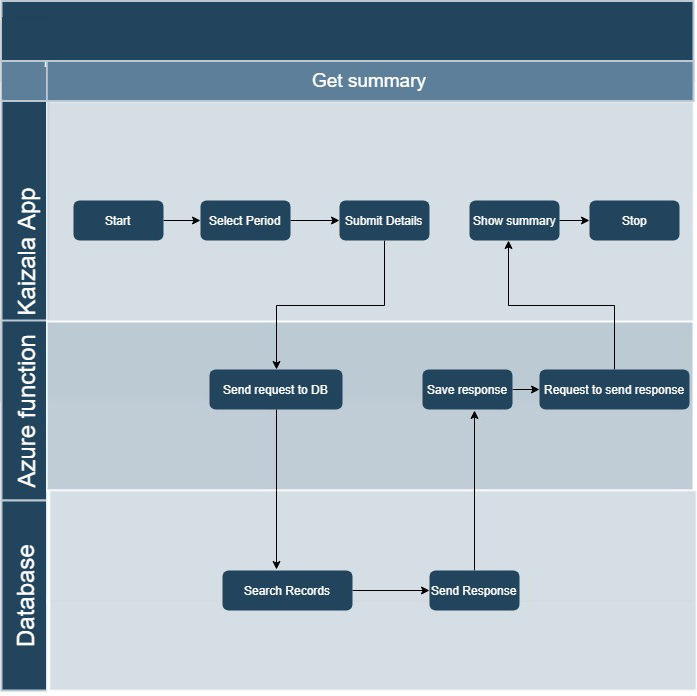 Get summary
Kaizala App
Start
Select Period
Submit Details
Show summary
Stop
Azure function
Send request to DB
Save response
Request to send response
Database
Search Records
Send Response